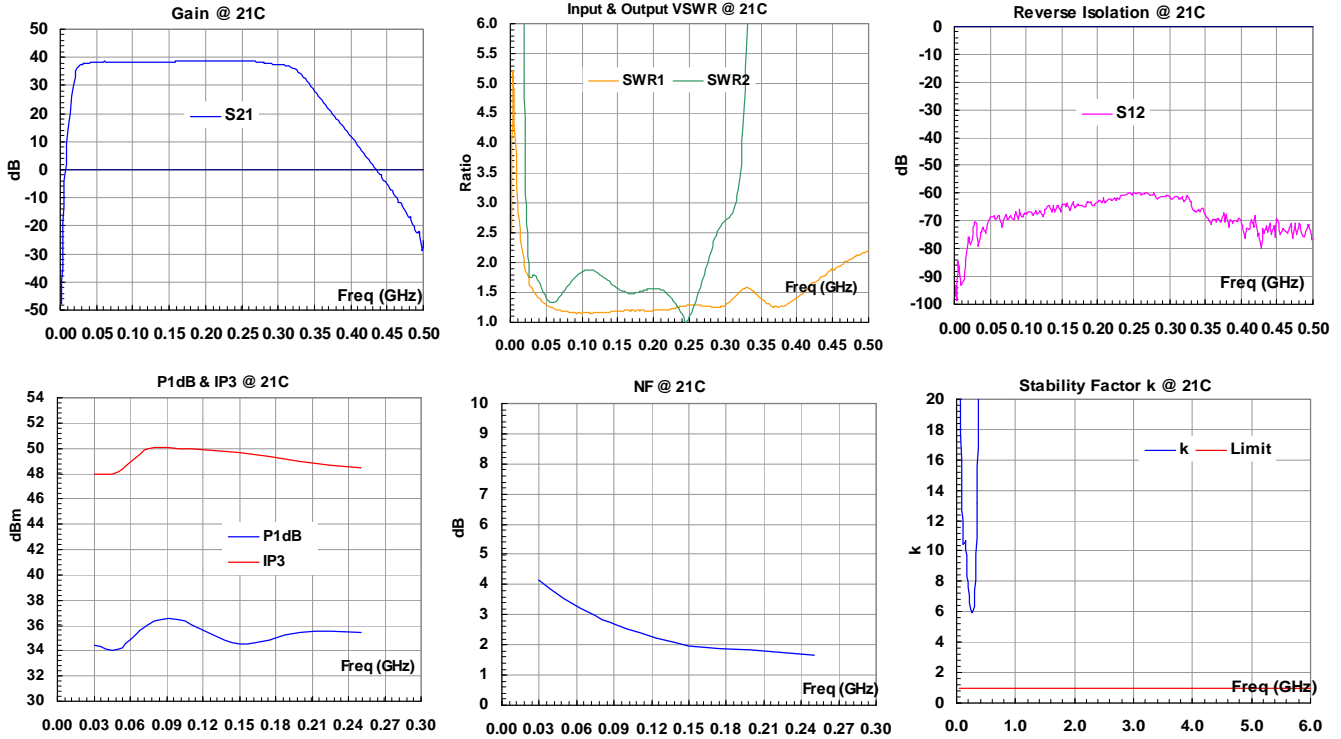 Gain @ 21C
50
40
30
20
10
0
-10
-20
-30
-40
-50
dB
S21
Freq (GHz)
0.00 0.05 0.10 0.15 0.20 0.25 0.30 0.35 0.40 0.45 0.50
Input & Output VSWR @ 21C
6.0
5.5
5.0
4.5
4.0
3.5
3.0
2.5
2.0
1.5
1.0
Ratio
SWR1 SWR2
Freq (GHz)
0.00 0.05 0.10 0.15 0.20 0.25 0.30 0.35 0.40 0.45 0.50
Reverse Isolation @ 21C
0
-10
-20
-30
-40
-50
-60
-70
-80
-90
-100
dB
S12
Freq (GHz)
0.00 0.05 0.10 0.15 0.20 0.25 0.30 0.35 0.40 0.45 0.50
P1dB & IP3 @ 21C
54
52
50
48
46
44
42
40
38
36
34
32
30
dBm
P1dB
IP3
Freq (GHz)
0.00 0.03 0.06 0.09 0.12 0.15 0.18 0.21 0.24 0.27 0.30
NF @ 21C
10
9
8
7
6
5
4
3
2
1
0
dB
Freq (GHz)
0.00 0.03 0.06 0.09 0.12 0.15 0.18 0.21 0.24 0.27 0.30
Stability Factor k @ 21C
20
18
16
14
12
10
8
6
4
2
0
k
k Limit
Freq (GHz)
0.0 1.0 2.0 3.0 4.0 5.0 6.0